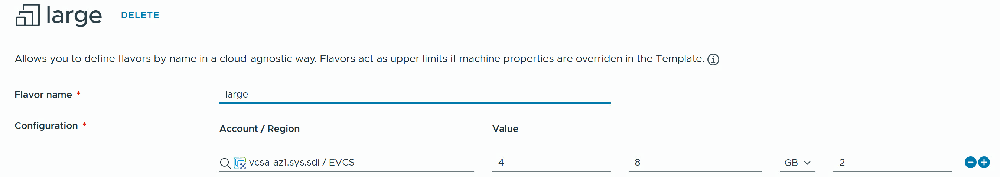 large DELETE
Allows you to define flavors by name in a cloud-agnostic way. Flavors act as upper limits if machine properties are overriden in the Template.
Flavor name * large
Configuration * Account / Region Value
vcsa-az1.sys.sdi / EVCS 4 8 GB 2